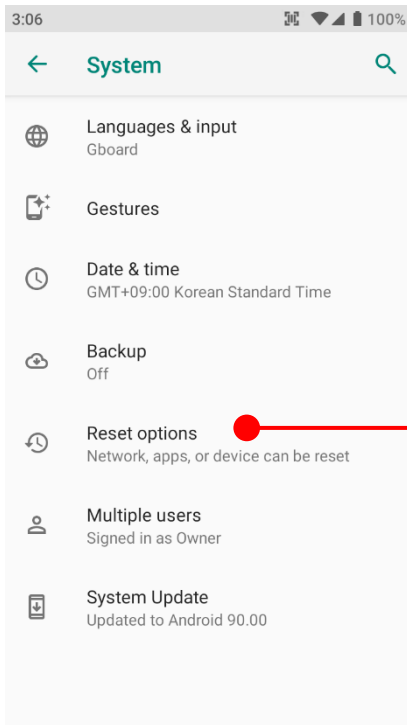 3:06 100%
System
Languages & input
Gboard
Gestures
Date & time
GMT+09:00 Korean Standard Time
Backup
Off
Reset options
Network, apps, or device can be reset
Multiple users
Signed in as Owner
System Update
Updated to Android 90.00